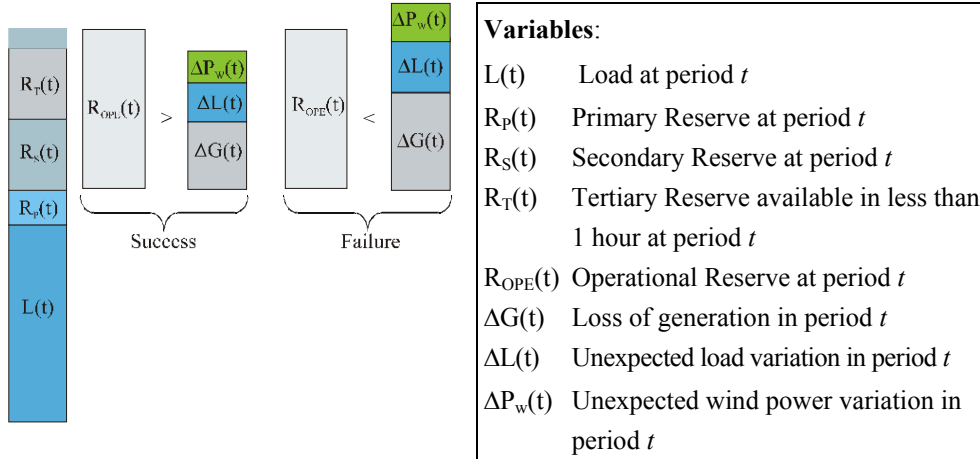 R_T(t)
R_S(t)
R_P(t)
L(t)
R_OPE(t)
>
ΔP_w(t)
ΔL(t)
ΔG(t)
Success
R_OPE(t)
<
ΔP_w(t)
ΔL(t)
ΔG(t)
Failure
Variables:
L(t) Load at period t
R_P(t) Primary Reserve at period t
R_S(t) Secondary Reserve at period t
R_T(t) Tertiary Reserve available in less than
1 hour at period t
R_OPE(t) Operational Reserve at period t
ΔG(t) Loss of generation in period t
ΔL(t) Unexpected load variation in period t
ΔP_w(t) Unexpected wind power variation in
period t